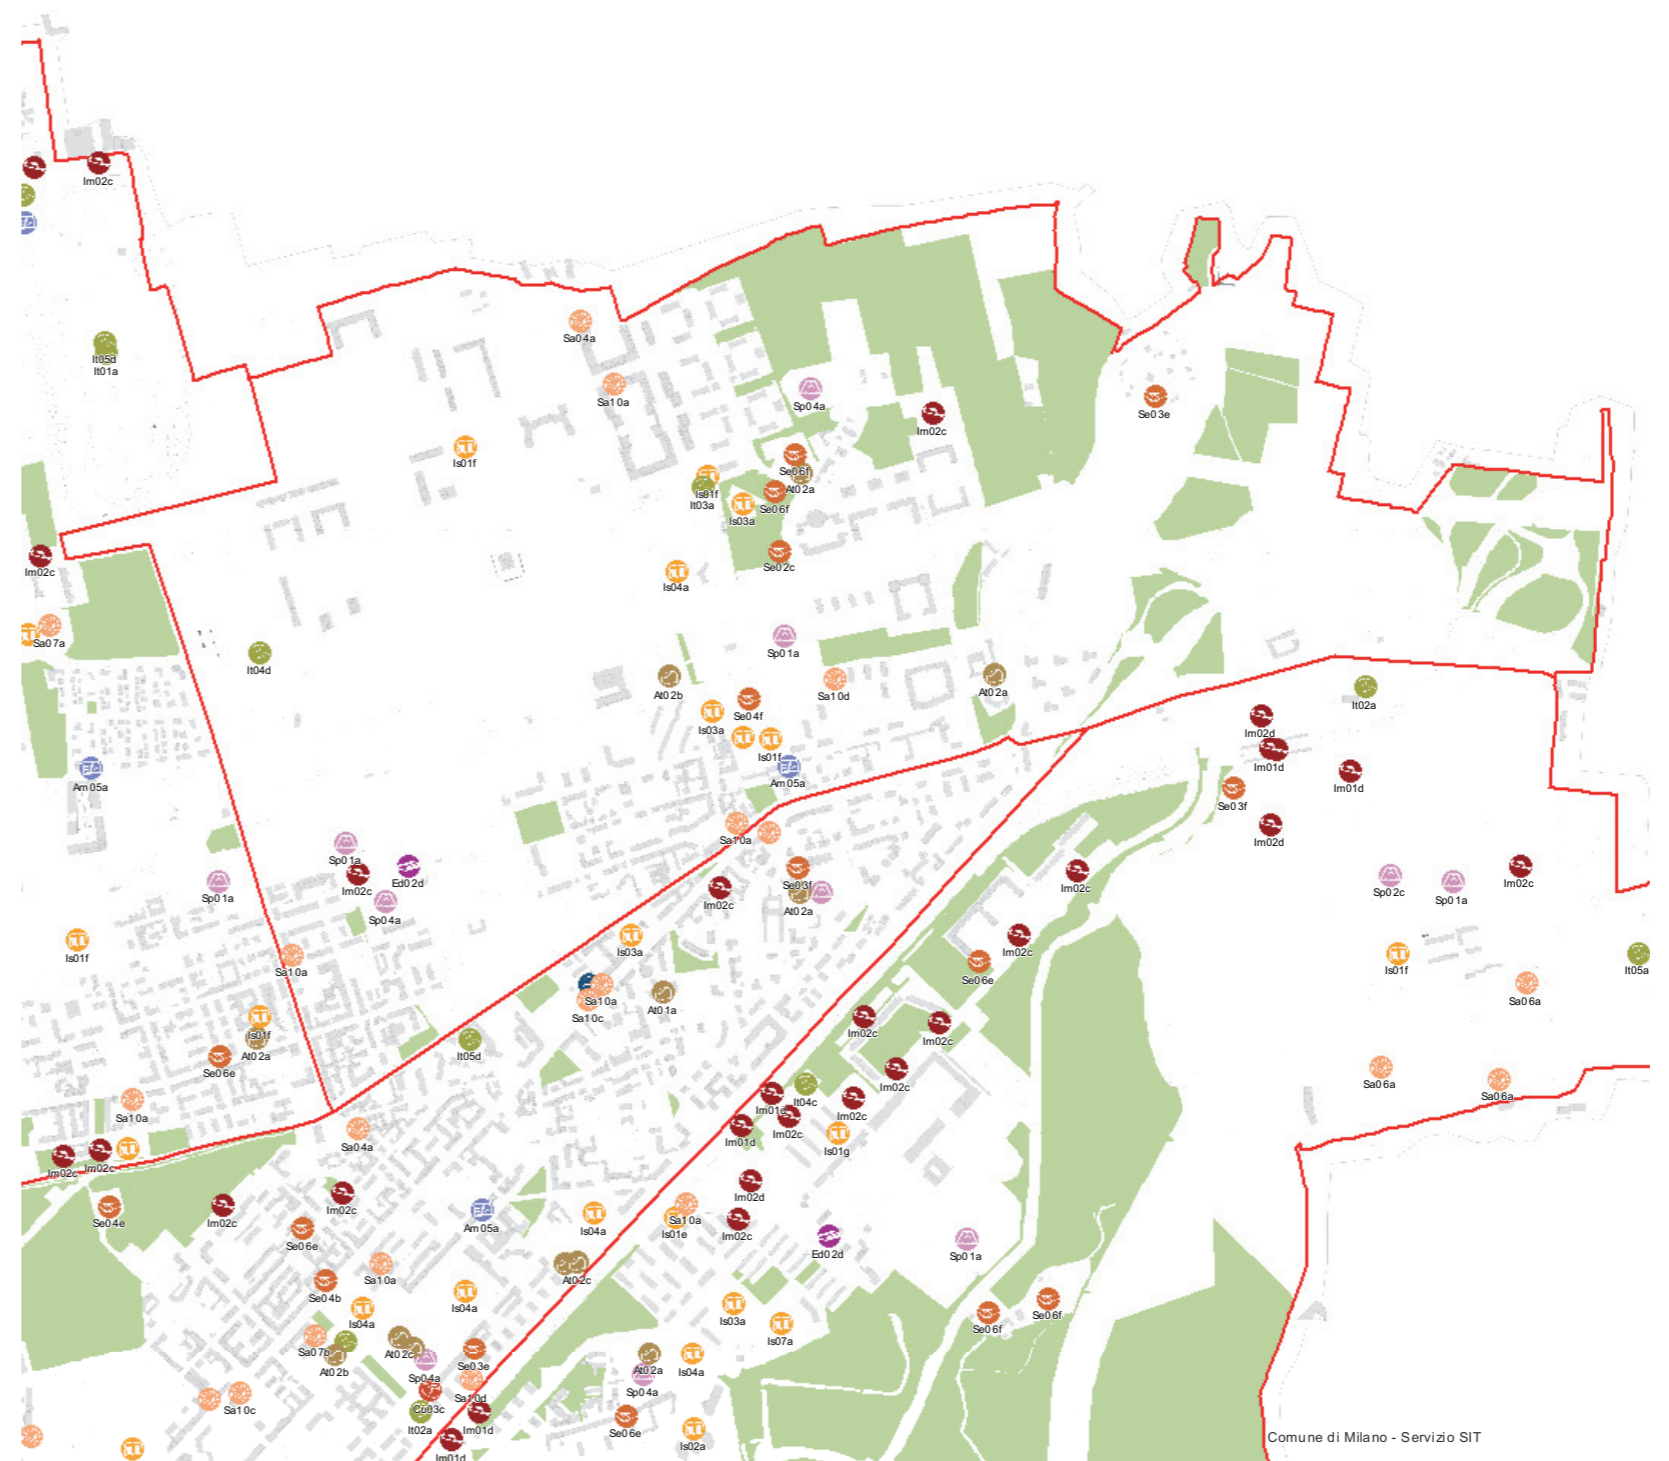 Im02c
Sa04a
It05d
It01a
Sa10a
Sp04a
Im02c
Se03e
Is01f
Se06f
At02a
Is01f
It03a
Is03a
Se06f
Se02c
Im02c
Is04a
Sa07a
It04d
Sp01a
At02b
Sa10d
At02a
It02a
Is03a
Se04f
Im02d
Is01f
Im01d
Am05a
Am05a
Im01d
Se03f
Sa10a
Im02d
Sp01a
Im02c
Ed02d
Sp01a
Sp04a
Im02c
Se03f
At02a
Im02c
Sp02c
Sp01a
Im02c
Is01f
Sa10a
Is03a
Im02c
Se06e
Is01f
It05a
Sa10a
Sa10c
At01a
Sa06a
Is01f
At02a
Se06e
It05d
Im02c
Im02c
Im02c
Sa06a
Sa06a
Sa10a
Im01d
It04c
Im02c
Im02c
Im01d
Is01g
Sa04a
Im02c
Im02c
Im02d
Se04e
Im02c
Im02c
Se06e
Am05a
Is04a
Sa10a
Is01e
Im02c
Ed02d
Sp01a
Sa10a
At02c
Se04b
Is04a
Is04a
Is03a
Is07a
Se06f
Se06f
Sa07b
At02b
At02c
Sp04a
Se03e
At02a
Sp04a
Is04a
Sa10c
Cu03c
Sa10d
It02a
Im01d
Se06e
Is02a
Im01d
Comune di Milano - Servizio SIT